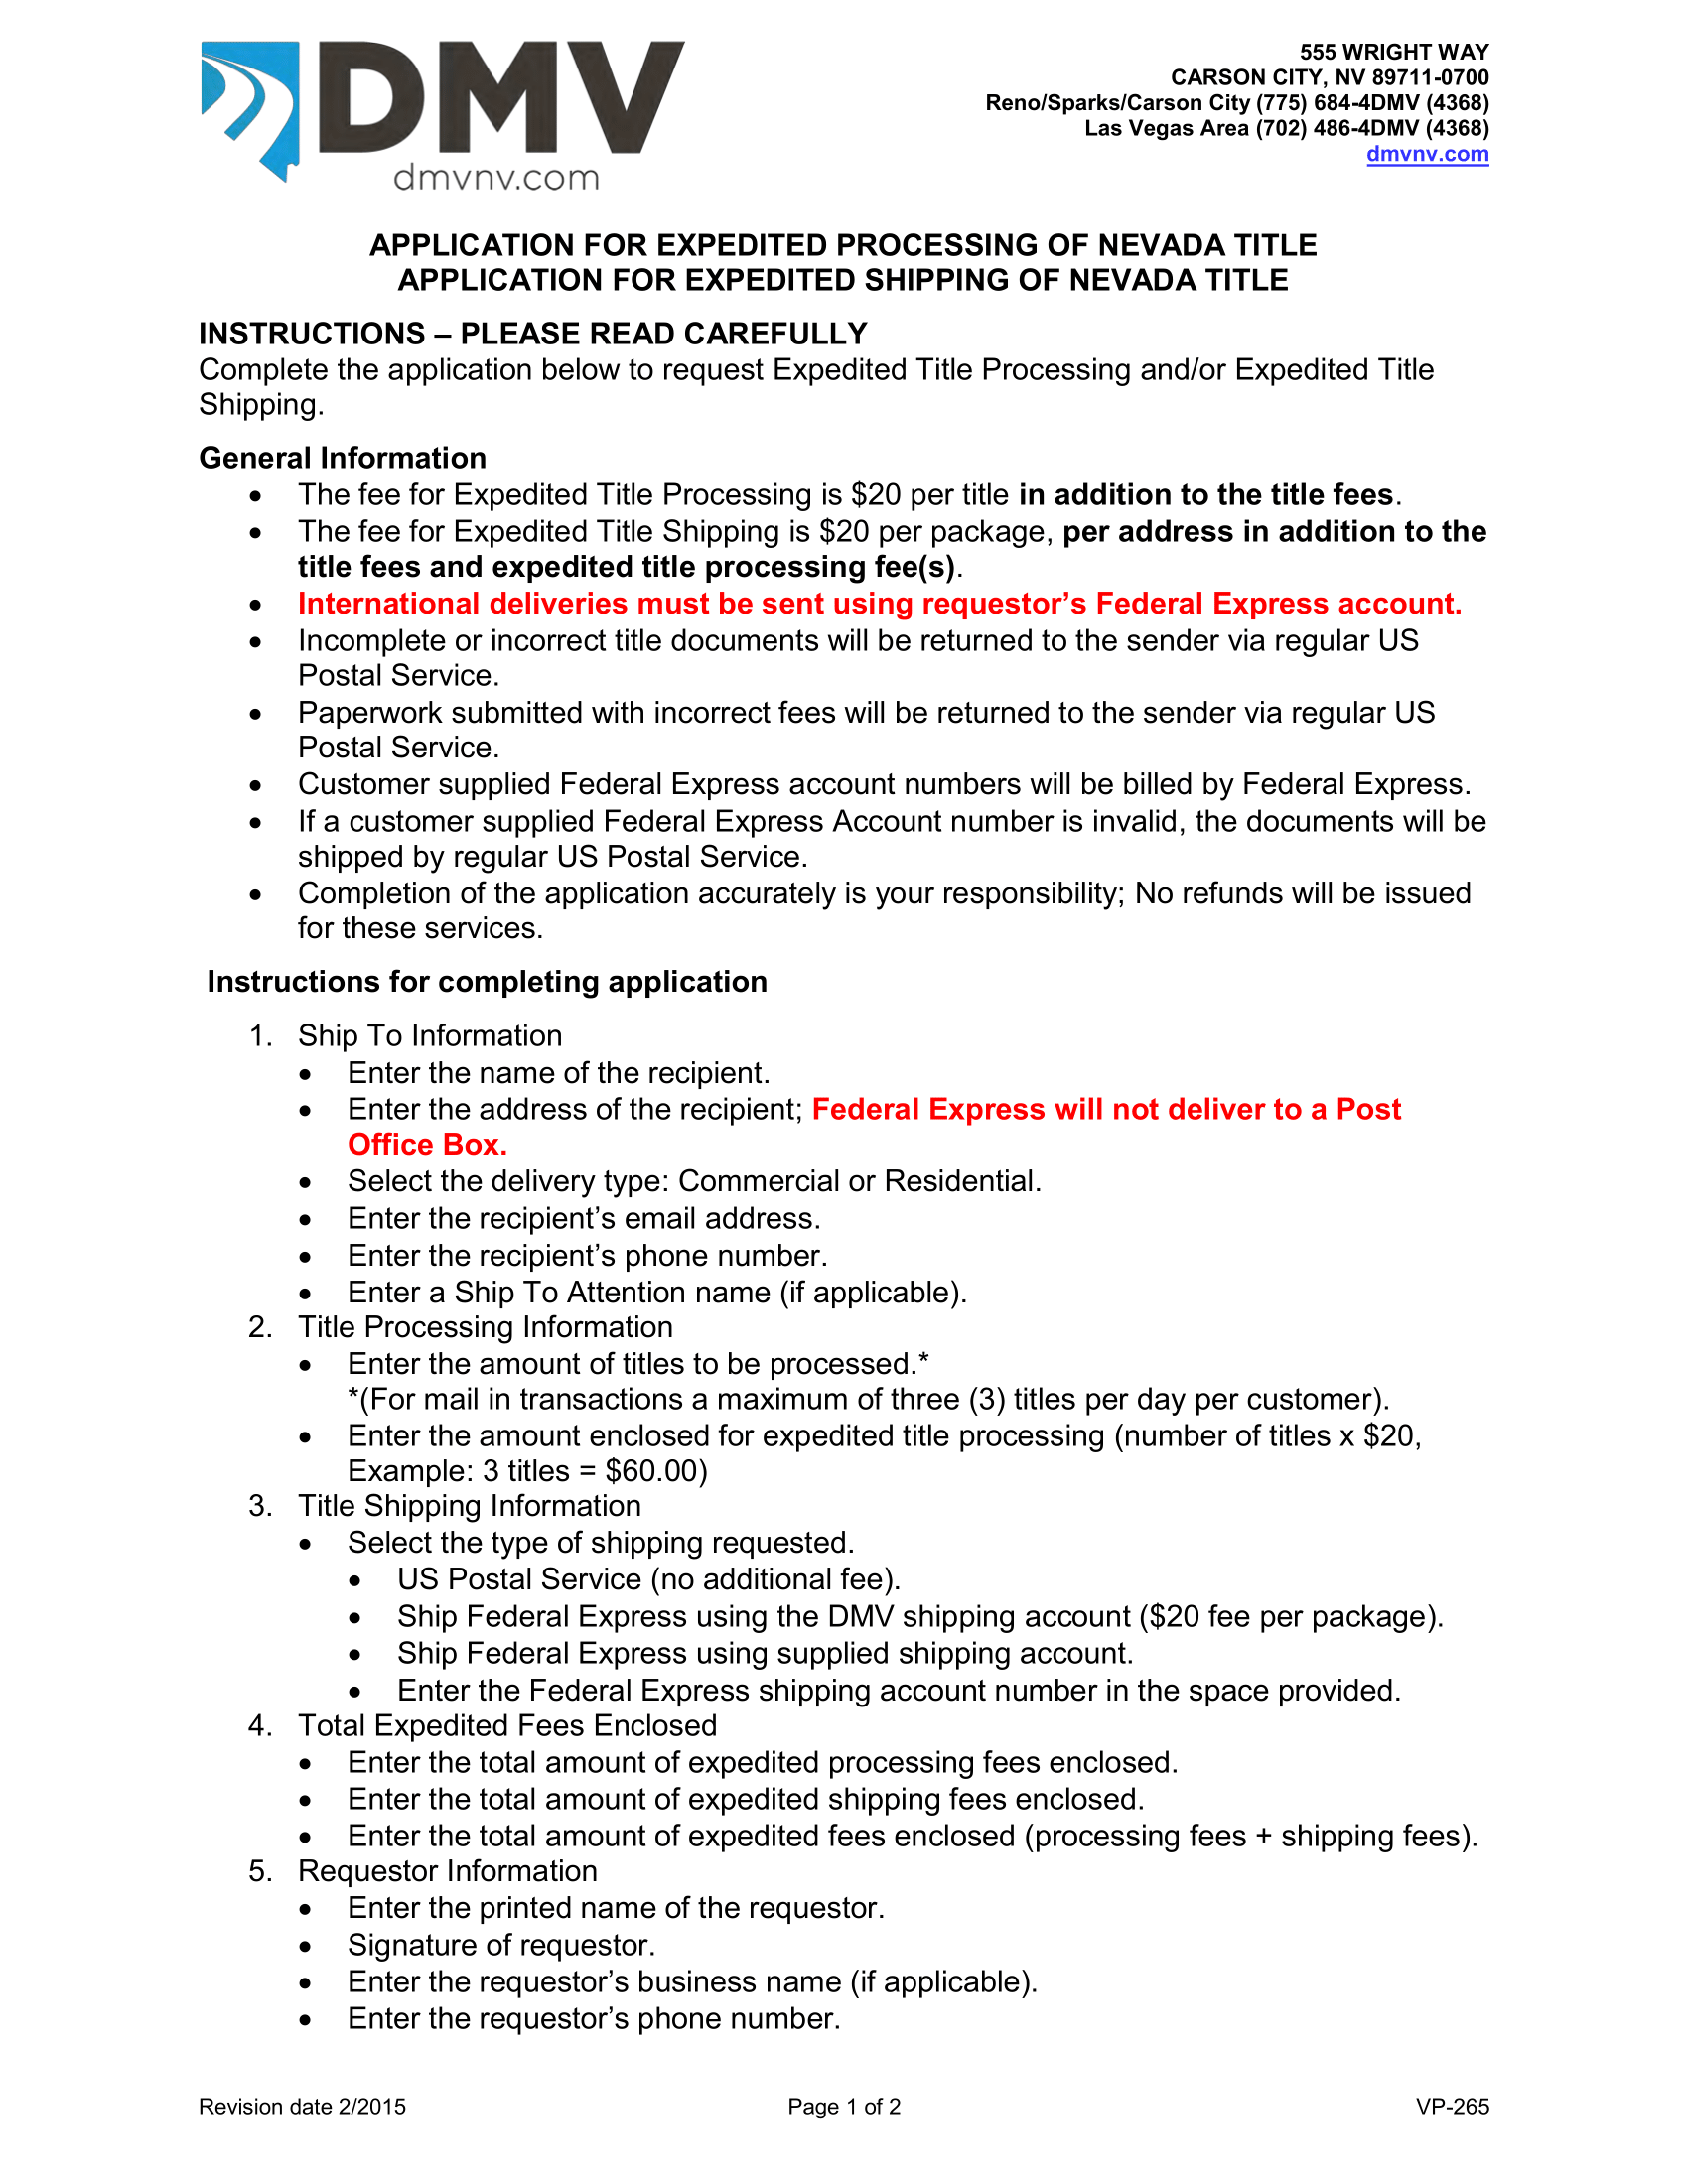 DMV
dmvnv.com
555 WRIGHT WAY
CARSON CITY, NV 89711-0700
Reno/Sparks/Carson City (775) 684-4DMV (4368)
Las Vegas Area (702) 486-4DMV (4368)
dmvnv.com
APPLICATION FOR EXPEDITED PROCESSING OF NEVADA TITLE
APPLICATION FOR EXPEDITED SHIPPING OF NEVADA TITLE
INSTRUCTIONS – PLEASE READ CAREFULLY
Complete the application below to request Expedited Title Processing and/or Expedited Title
Shipping.
General Information
• The fee for Expedited Title Processing is $20 per title in addition to the title fees.
• The fee for Expedited Title Shipping is $20 per package, per address in addition to the
title fees and expedited title processing fee(s).
• International deliveries must be sent using requestor’s Federal Express account.
• Incomplete or incorrect title documents will be returned to the sender via regular US
Postal Service.
• Paperwork submitted with incorrect fees will be returned to the sender via regular US
Postal Service.
• Customer supplied Federal Express account numbers will be billed by Federal Express.
• If a customer supplied Federal Express Account number is invalid, the documents will be
shipped by regular US Postal Service.
• Completion of the application accurately is your responsibility; No refunds will be issued
for these services.
Instructions for completing application
1. Ship To Information
• Enter the name of the recipient.
• Enter the address of the recipient; Federal Express will not deliver to a Post
Office Box.
• Select the delivery type: Commercial or Residential.
• Enter the recipient’s email address.
• Enter the recipient’s phone number.
• Enter a Ship To Attention name (if applicable).
2. Title Processing Information
• Enter the amount of titles to be processed.*
*(For mail in transactions a maximum of three (3) titles per day per customer).
• Enter the amount enclosed for expedited title processing (number of titles x $20,
Example: 3 titles = $60.00)
3. Title Shipping Information
• Select the type of shipping requested.
• US Postal Service (no additional fee).
• Ship Federal Express using the DMV shipping account ($20 fee per package).
• Ship Federal Express using supplied shipping account.
• Enter the Federal Express shipping account number in the space provided.
4. Total Expedited Fees Enclosed
• Enter the total amount of expedited processing fees enclosed.
• Enter the total amount of expedited shipping fees enclosed.
• Enter the total amount of expedited fees enclosed (processing fees + shipping fees).
5. Requestor Information
• Enter the printed name of the requestor.
• Signature of requestor.
• Enter the requestor’s business name (if applicable).
• Enter the requestor’s phone number.
Revision date 2/2015
Page 1 of 2
VP-265